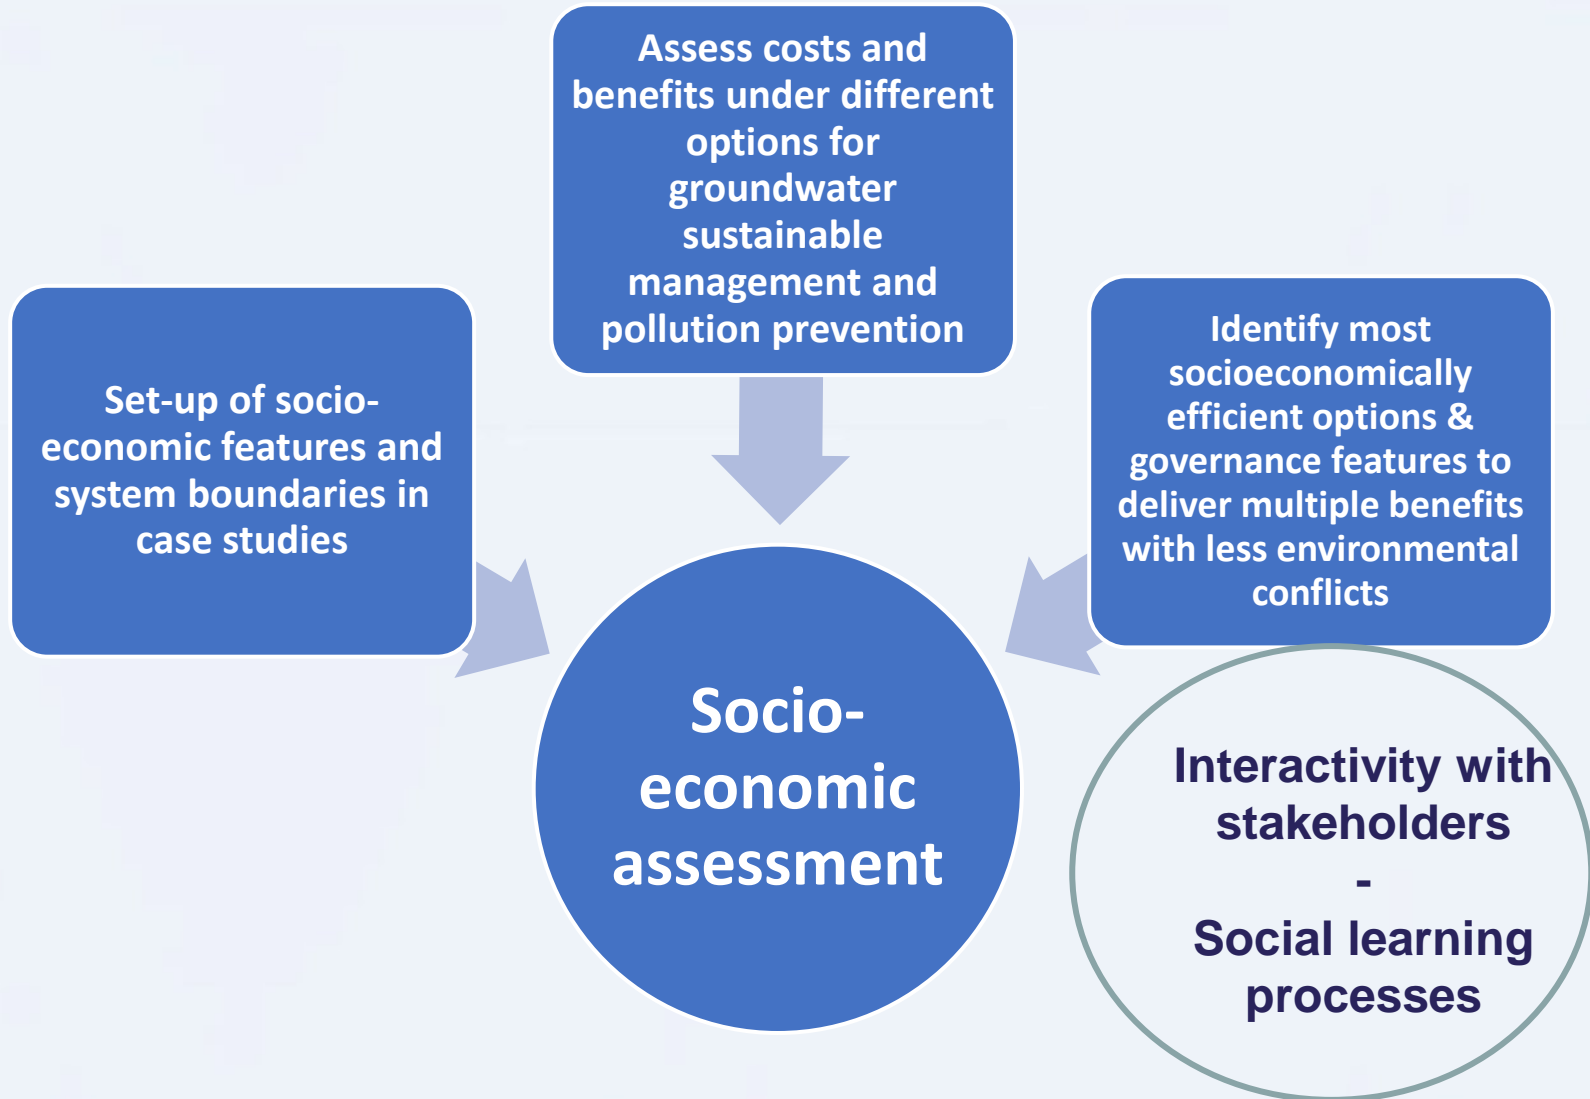 Assess costs and
benefits under different
options for
groundwater
sustainable
management and
pollution prevention
Set-up of socio-
economic features and
system boundaries in
case studies
Identify most
socioeconomically
efficient options &
governance features to
deliver multiple benefits
with less environmental
conflicts
Socio-
economic
assessment
Interactivity with
stakeholders
-
Social learning
processes